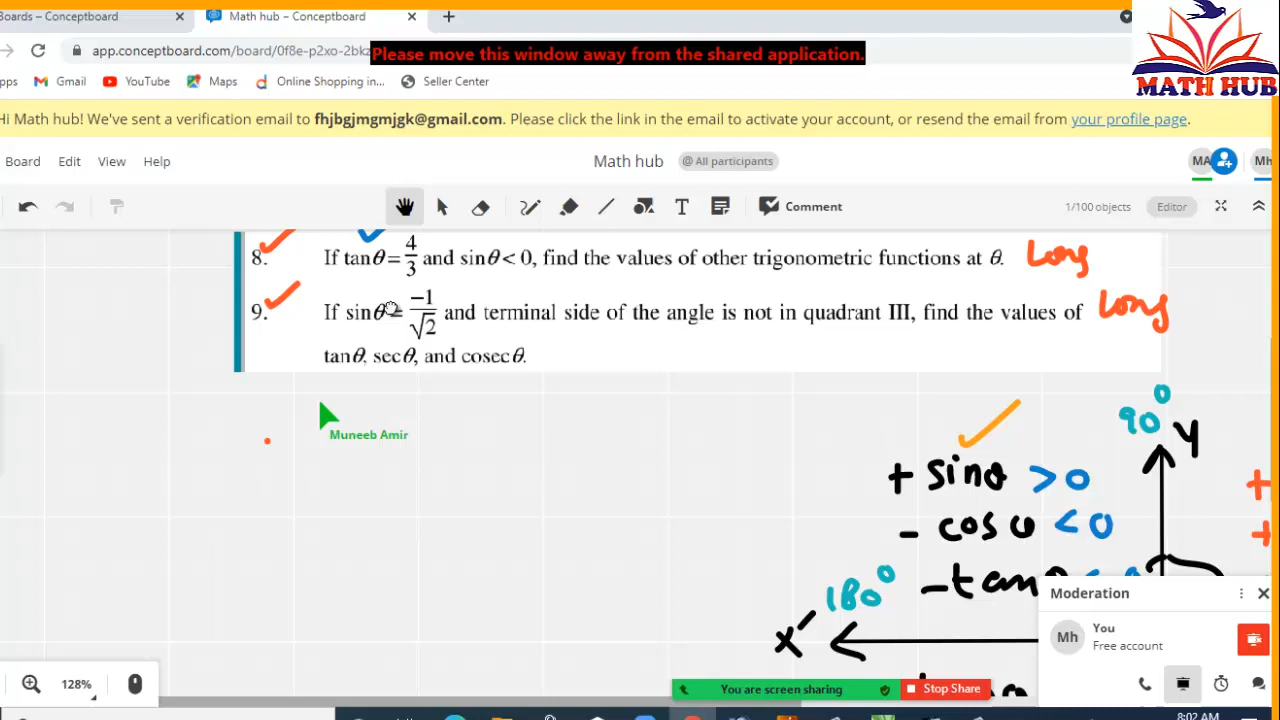 Boards – Conceptboard
Math hub – Conceptboard
app.conceptboard.com/board/0f8e-p2xo-2bkz
Please move this window away from the shared application.
MATH HUB
Gmail
YouTube
Maps
Online Shopping in...
Seller Center
Hi Math hub! We've sent a verification email to fhjbgjmgmjgk@gmail.com. Please click the link in the email to activate your account, or resend the email from your profile page.
Board Edit View Help
Math hub
@ All participants
MA
Mh
T
Comment
1/100 objects
Editor
8. If tanθ = 4/3 and sinθ < 0, find the values of other trigonometric functions at θ. Long
9. If sinθ = -1/√2 and terminal side of the angle is not in quadrant III, find the values of Long
tanθ, secθ, and cosecθ.
Muneeb Amir
90° Y
+ sinθ > 0
- cosθ < 0
- tan
180°
X′
Moderation
Mh
You
Free account
128%
You are screen sharing
Stop Share
8:02 AM